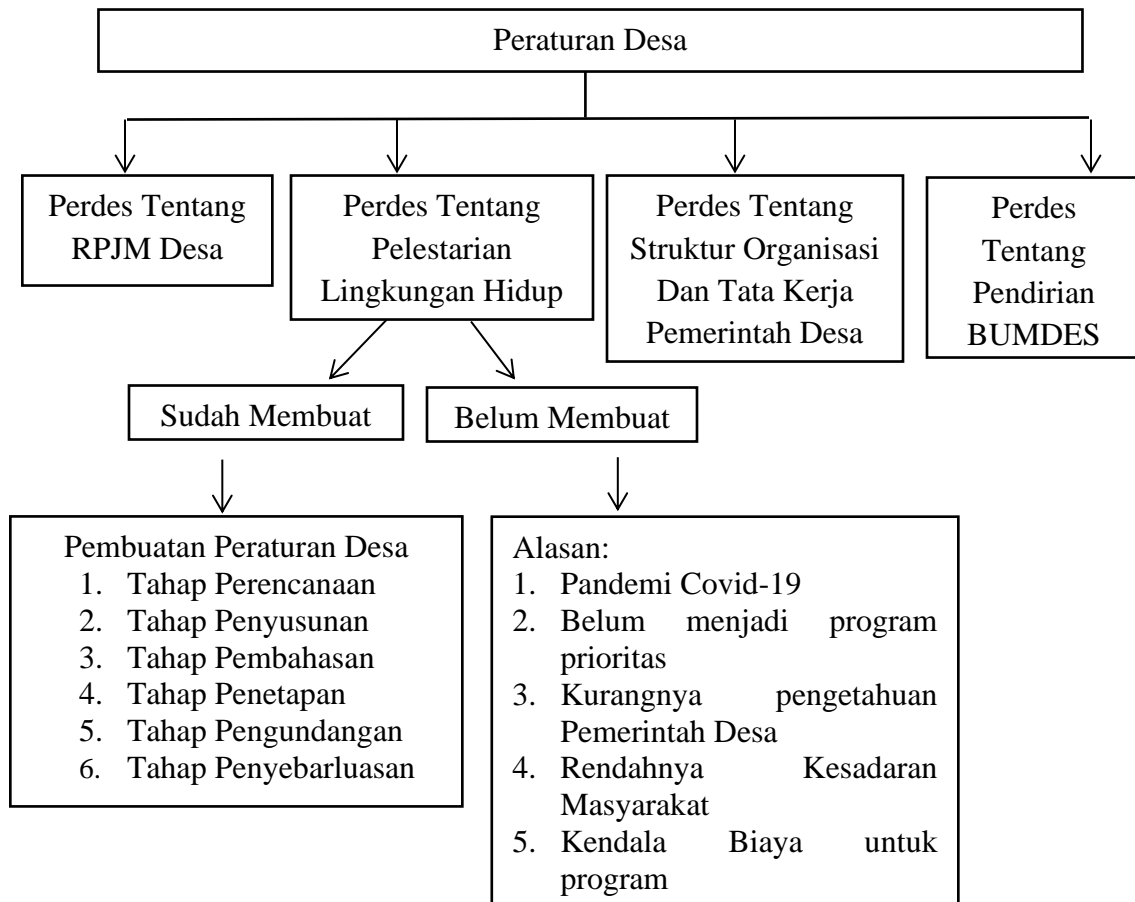 Peraturan Desa
Perdes Tentang
RPJM Desa
Perdes Tentang
Pelestarian
Lingkungan Hidup
Perdes Tentang
Struktur Organisasi
Dan Tata Kerja
Pemerintah Desa
Perdes
Tentang
Pendirian
BUMDES
Sudah Membuat
Belum Membuat
Pembuatan Peraturan Desa
1. Tahap Perencanaan
2. Tahap Penyusunan
3. Tahap Pembahasan
4. Tahap Penetapan
5. Tahap Pengundangan
6. Tahap Penyebarluasan
Alasan:
1. Pandemi Covid-19
2. Belum menjadi program
prioritas
3. Kurangnya pengetahuan
Pemerintah Desa
4. Rendahnya Kesadaran
Masyarakat
5. Kendala Biaya untuk
program